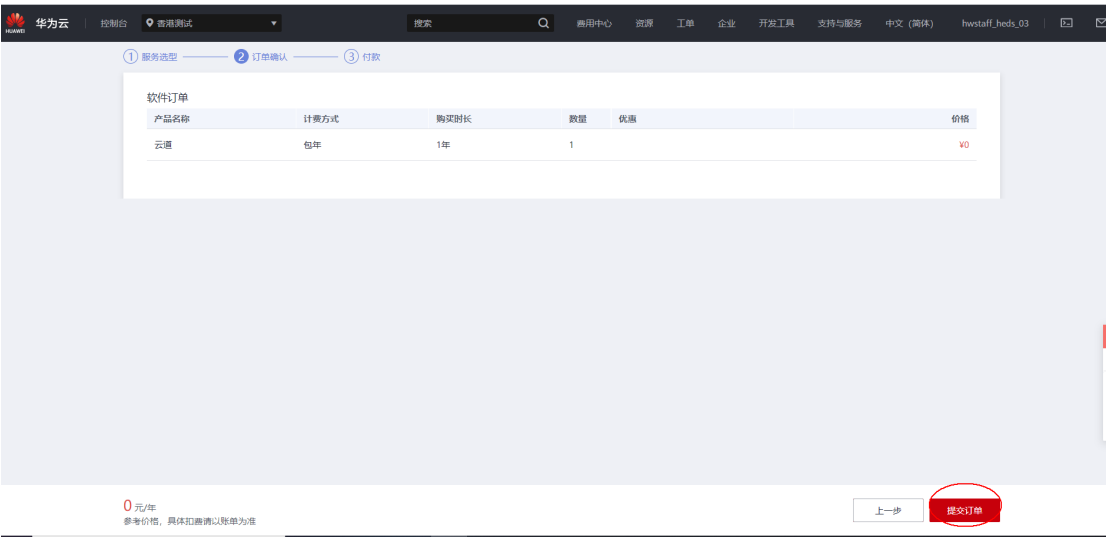 HUAWEI 华为云 控制台 香港测试 搜索 费用中心 资源 工单 企业 开发工具 支持与服务 中文 (简体) hwstaff_heds_03
1 服务选型 2 订单确认 3 付款
软件订单
产品名称 计费方式 购买时长 数量 优惠 价格
云道 包年 1年 1 ¥0
0 元/年
参考价格，具体扣费请以账单为准
上一步 提交订单